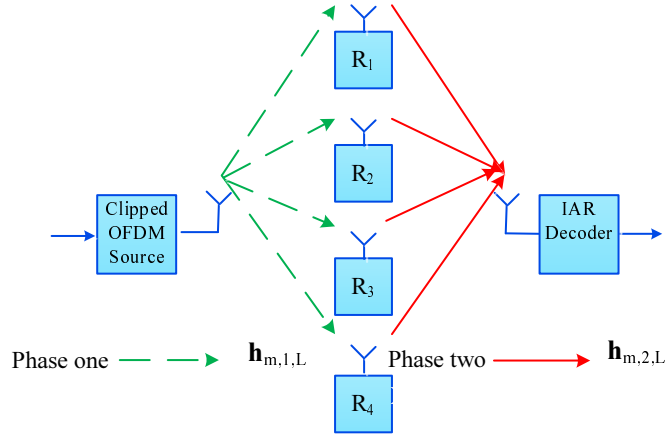 R1
R2
Clipped
OFDM
Source
IAR
Decoder
R3
Phase one
hm,1,L
Phase two
hm,2,L
R4